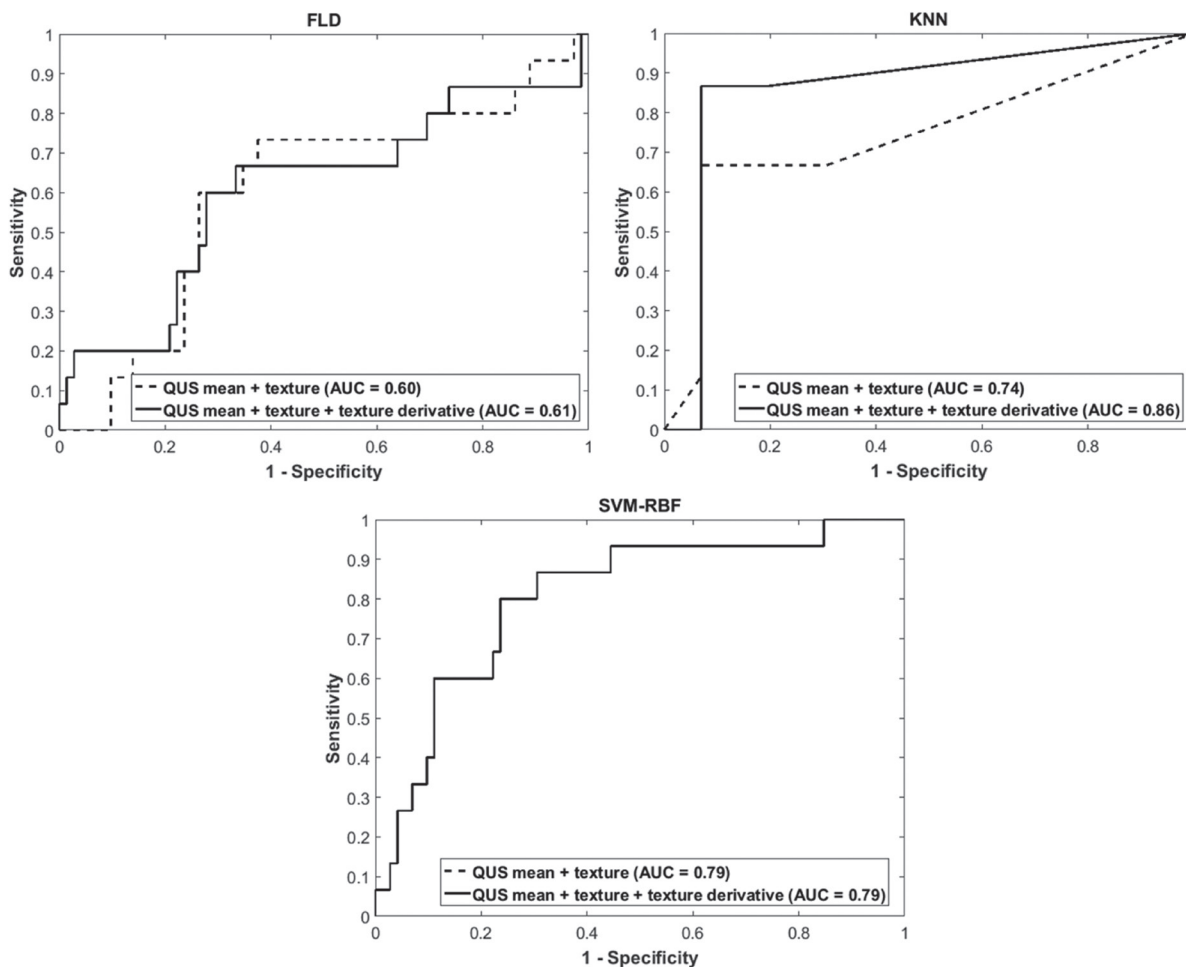 FLD
1
0.9
0.8
0.7
0.6
0.5
0.4
0.3
0.2
0.1
0
Sensitivity
QUS mean + texture (AUC = 0.60)
QUS mean + texture + texture derivative (AUC = 0.61)
0 0.2 0.4 0.6 0.8 1
1 - Specificity
KNN
1
0.9
0.8
0.7
0.6
0.5
0.4
0.3
0.2
0.1
0
Sensitivity
QUS mean + texture (AUC = 0.74)
QUS mean + texture + texture derivative (AUC = 0.86)
0 0.2 0.4 0.6 0.8
1 - Specificity
SVM-RBF
1
0.9
0.8
0.7
0.6
0.5
0.4
0.3
0.2
0.1
0
Sensitivity
QUS mean + texture (AUC = 0.79)
QUS mean + texture + texture derivative (AUC = 0.79)
0 0.2 0.4 0.6 0.8 1
1 - Specificity